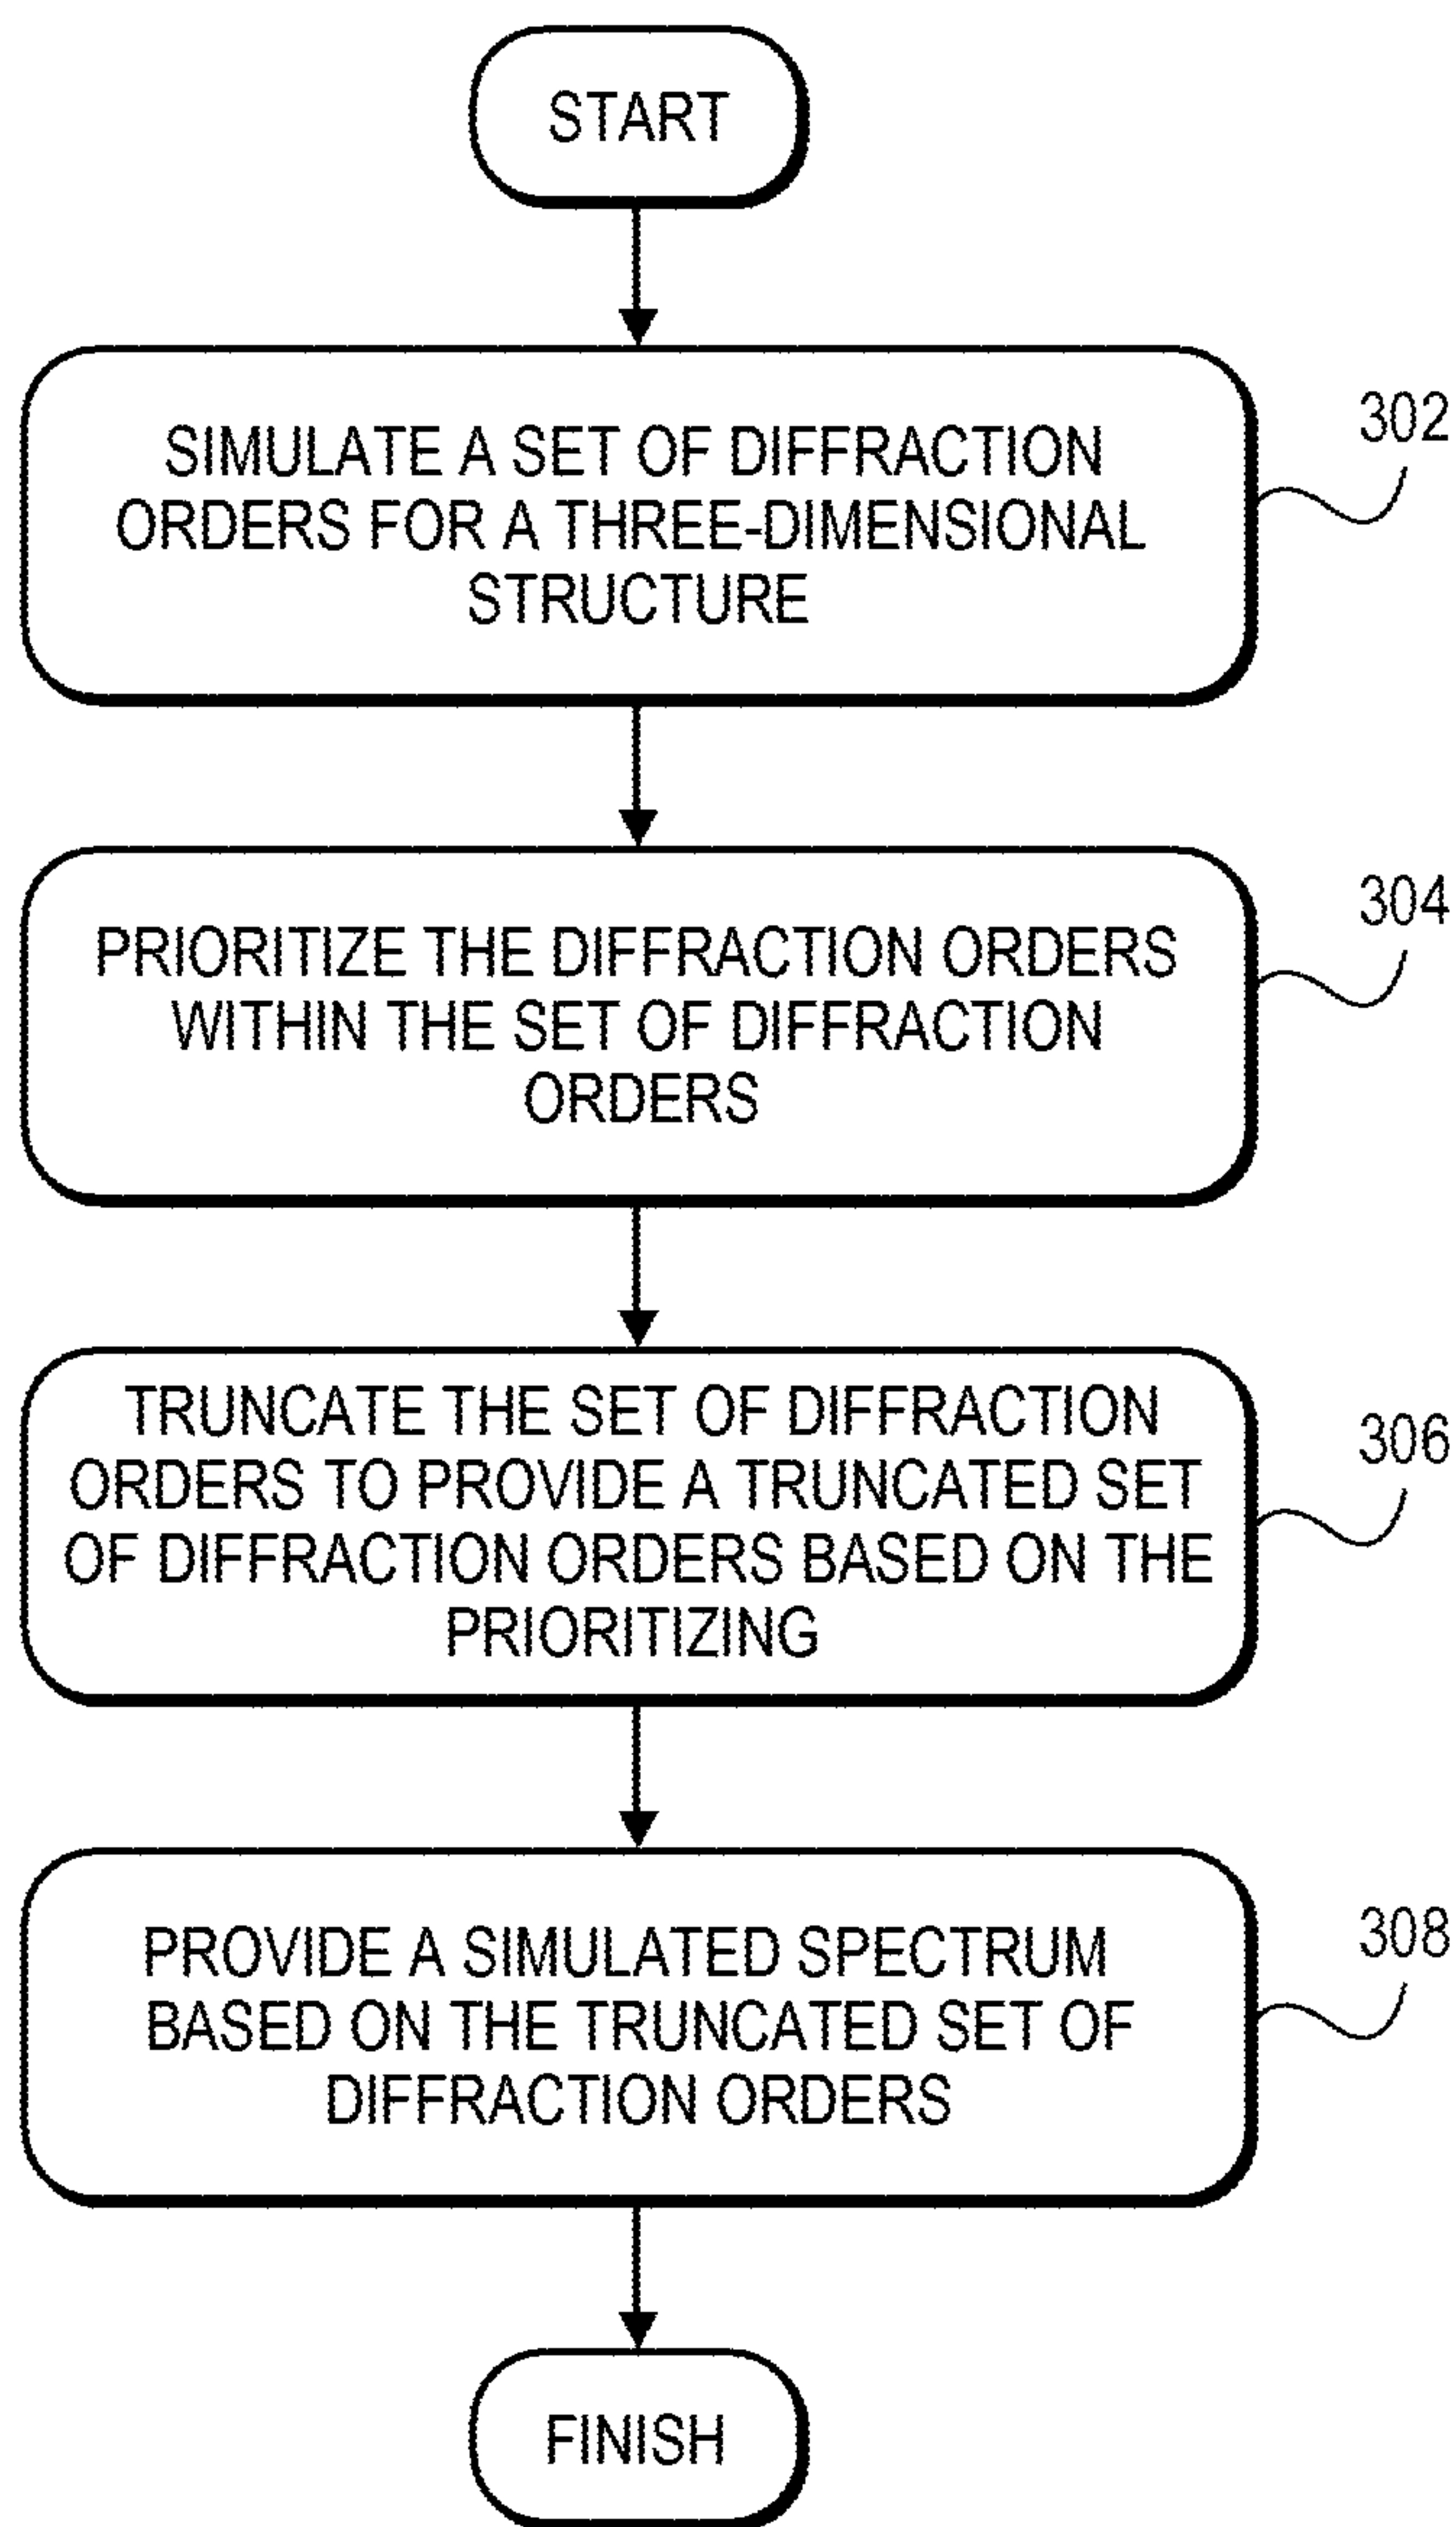 START
SIMULATE A SET OF DIFFRACTION
ORDERS FOR A THREE-DIMENSIONAL
STRUCTURE
302
PRIORITIZE THE DIFFRACTION ORDERS
WITHIN THE SET OF DIFFRACTION
ORDERS
304
TRUNCATE THE SET OF DIFFRACTION
ORDERS TO PROVIDE A TRUNCATED SET
OF DIFFRACTION ORDERS BASED ON THE
PRIORITIZING
306
PROVIDE A SIMULATED SPECTRUM
BASED ON THE TRUNCATED SET OF
DIFFRACTION ORDERS
308
FINISH